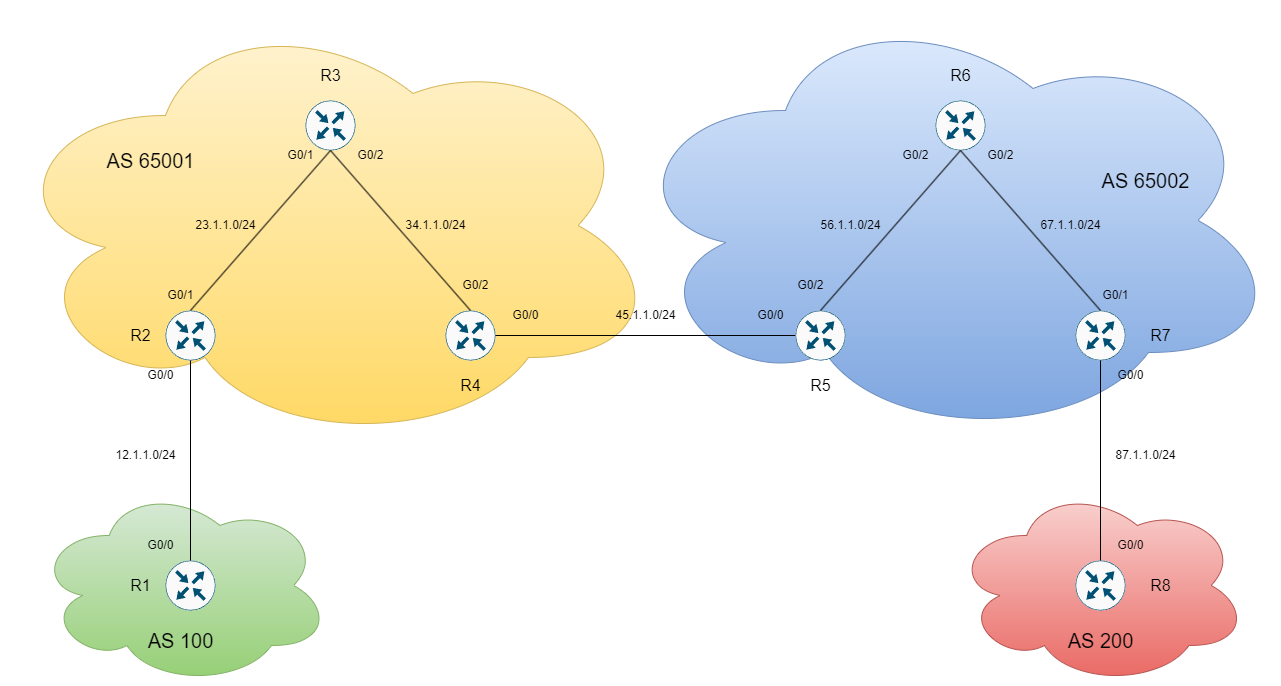 R3
R6
G0/1
G0/2
G0/2
G0/2
AS 65001
AS 65002
23.1.1.0/24
34.1.1.0/24
56.1.1.0/24
67.1.1.0/24
G0/1
G0/2
G0/2
G0/1
R2
G0/0
45.1.1.0/24
G0/0
R7
G0/0
R4
R5
G0/0
12.1.1.0/24
87.1.1.0/24
G0/0
G0/0
R1
R8
AS 100
AS 200